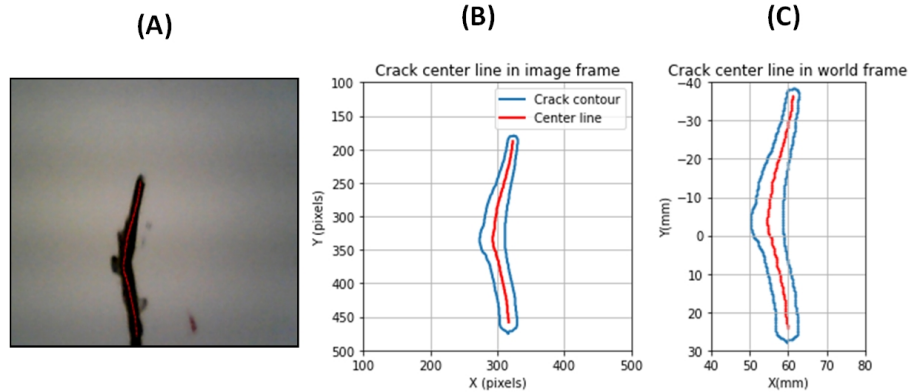 (A)
(B)
(C)
Crack center line in image frame
Crack contour
Center line
100
150
200
250
300
350
400
450
500
Y (pixels)
100 200 300 400 500
X (pixels)
Crack center line in world frame
−40
−30
−20
−10
0
10
20
30
Y(mm)
40 50 60 70 80
X(mm)